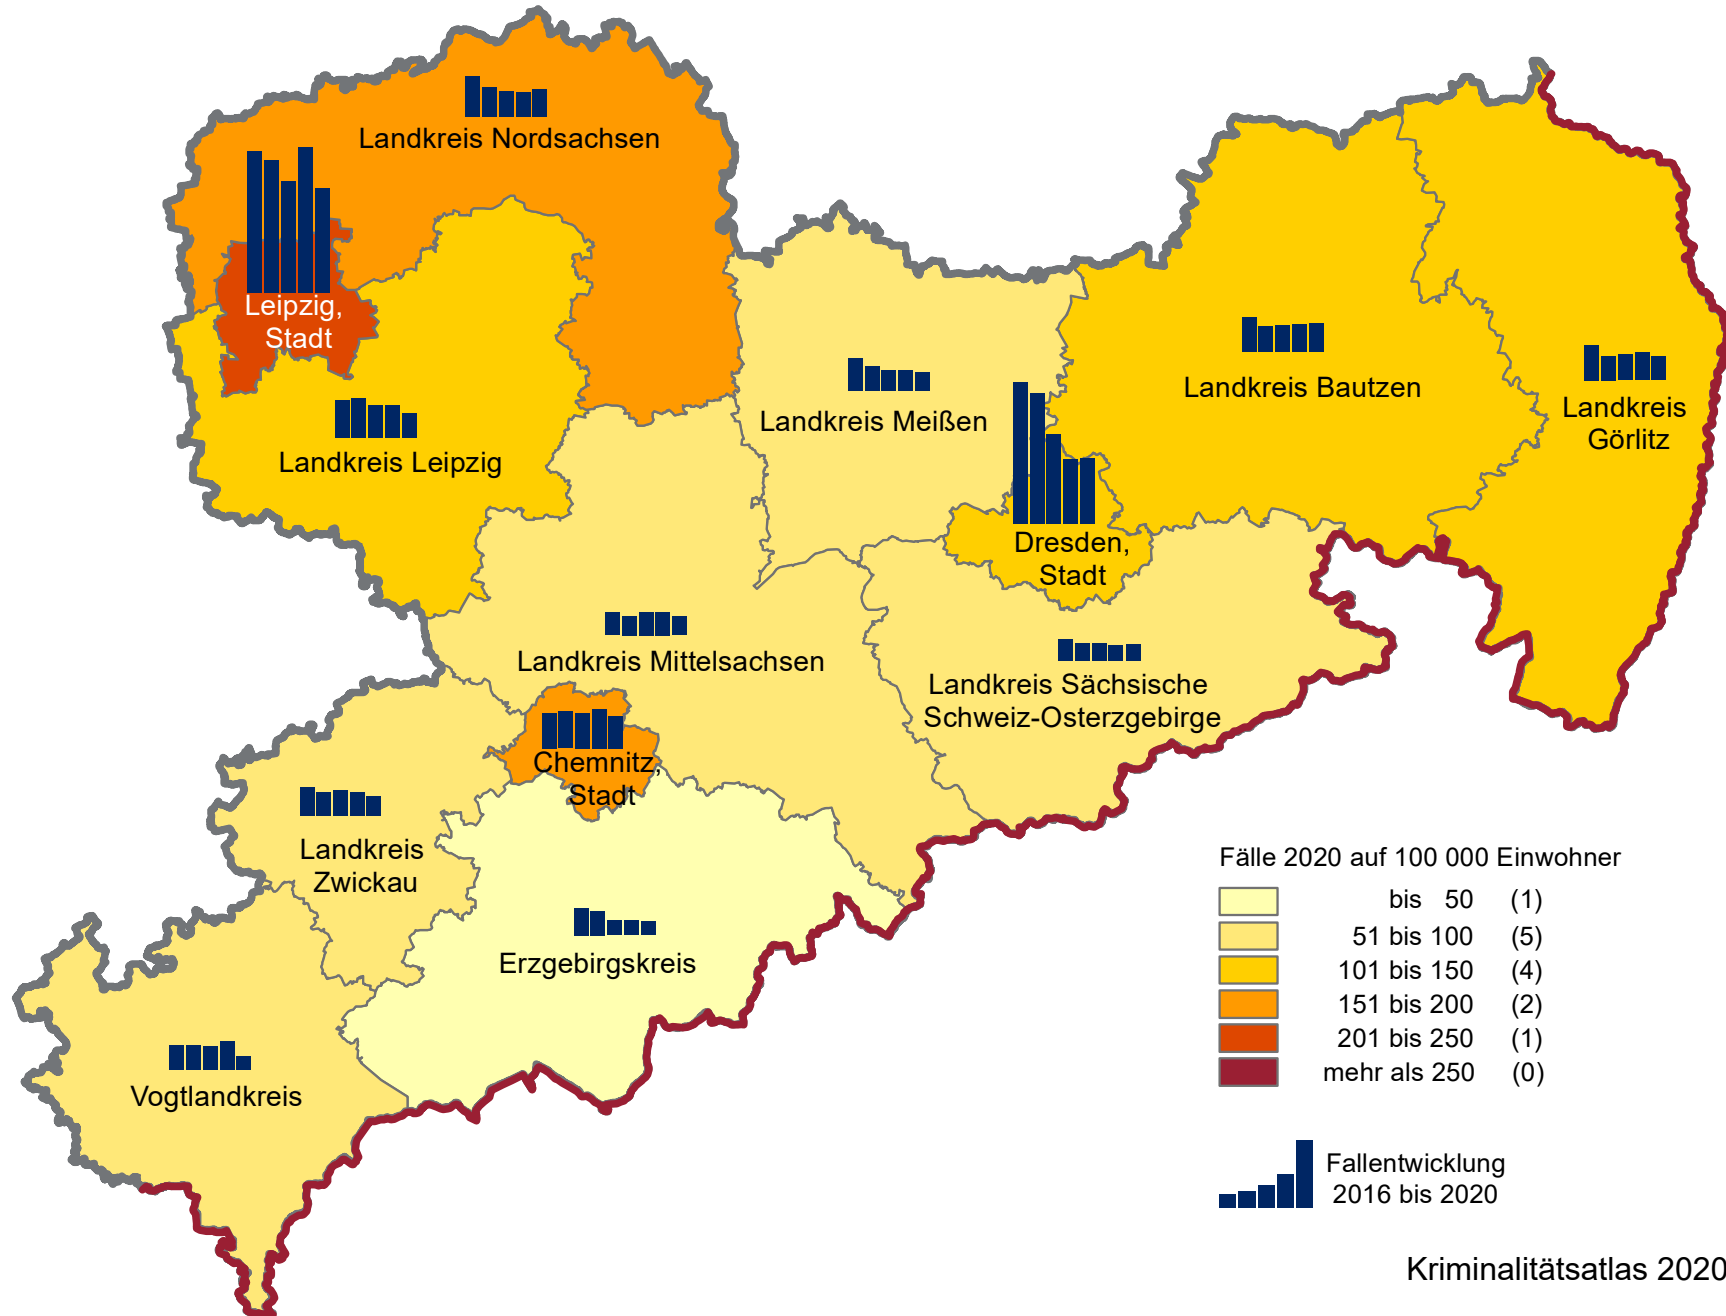 Landkreis Nordsachsen
Leipzig,
Stadt
Landkreis Leipzig
Landkreis Meißen
Landkreis Bautzen
Landkreis
Görlitz
Dresden,
Stadt
Landkreis Mittelsachsen
Landkreis Sächsische
Schweiz-Osterzgebirge
Chemnitz,
Stadt
Landkreis
Zwickau
Erzgebirgskreis
Vogtlandkreis
Fälle 2020 auf 100 000 Einwohner
bis 50 (1)
51 bis 100 (5)
101 bis 150 (4)
151 bis 200 (2)
201 bis 250 (1)
mehr als 250 (0)
Fallentwicklung
2016 bis 2020
Kriminalitätsatlas 2020